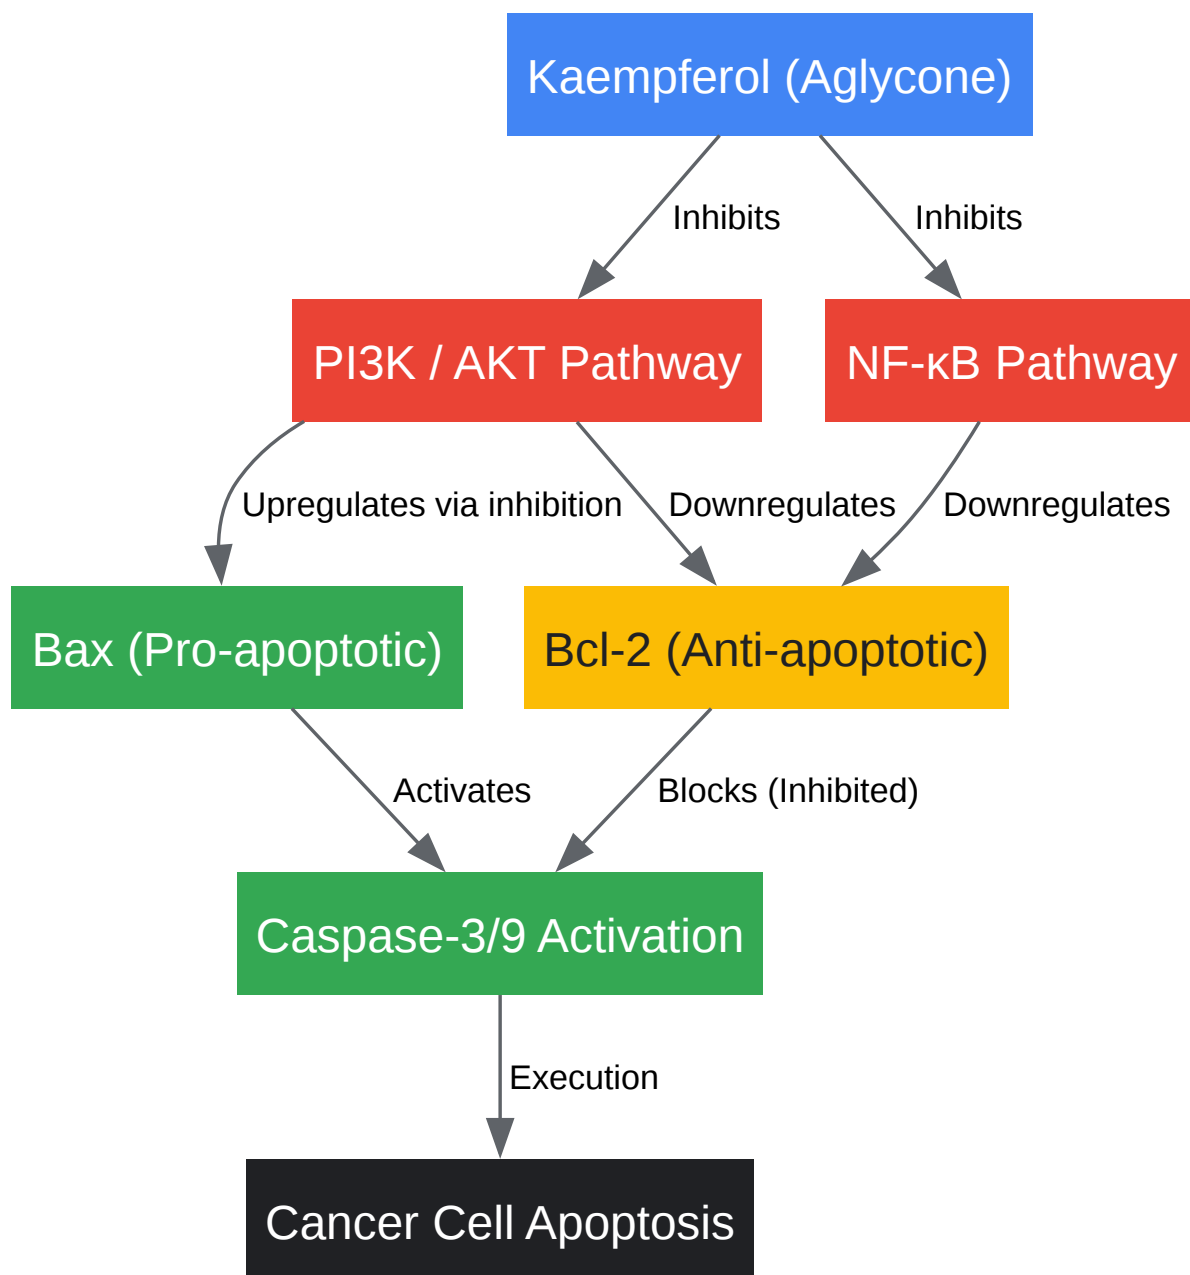 Kaempferol (Aglycone)
Inhibits
Inhibits
PI3K / AKT Pathway
NF-κB Pathway
Upregulates via inhibition
Downregulates
Downregulates
Bax (Pro-apoptotic)
Bcl-2 (Anti-apoptotic)
Activates
Blocks (Inhibited)
Caspase-3/9 Activation
Execution
Cancer Cell Apoptosis